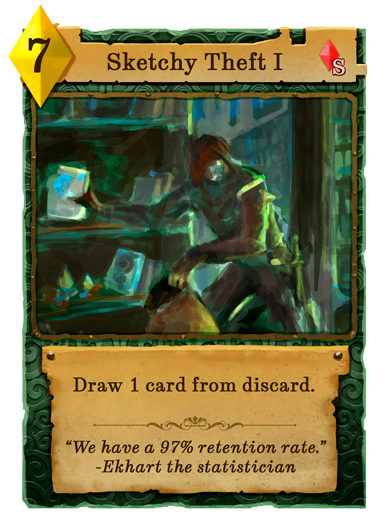 7
Sketchy Theft I
S
Draw 1 card from discard.
“We have a 97% retention rate.”
-Ekhart the statistician